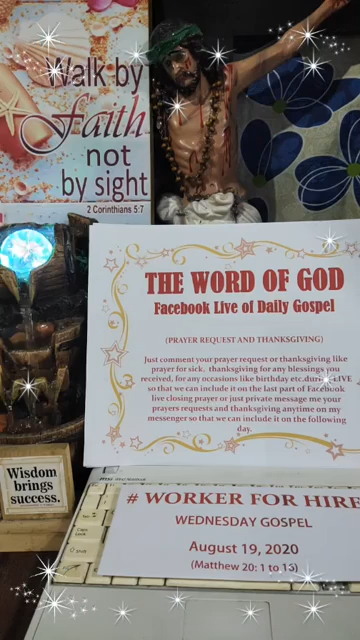 Walk by
Faith
not
by sight
2 Corinthians 5:7
THE WORD OF GOD
Facebook Live of Daily Gospel
(PRAYER REQUEST AND THANKSGIVING)
Just comment your prayer request or thanksgiving like
prayer for sick, thanksgiving for any blessings you
received, for any occasions like birthday etc.during LIVE
so that we can include it on the last part of Facebook
live closing prayer or just private message me your
prayers requests and thanksgiving anytime on my
messenger so that we can include it on the following
day.
Wisdom
brings
success.
# WORKER FOR HIRE
WEDNESDAY GOSPEL
August 19, 2020
(Matthew 20: 1 to 16)
Caps
Lock
Shift